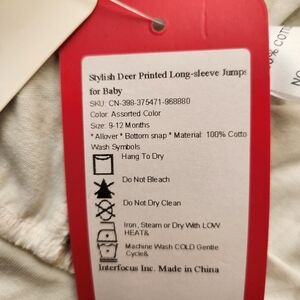 Stylish Deer Printed Long-sleeve Jumps
for Baby
SKU: CN-398-375471-968880
Color: Assorted Color
Size: 9-12 Months
* Allover * Bottom snap * Material: 100% Cotto
Wash Symbols
Hang To Dry
Do Not Bleach
Do Not Dry Clean
Iron, Steam or Dry With LOW
HEAT&
Machine Wash COLD Gentle
Cycle&
Interfocus Inc. Made in China
% COTT
NO